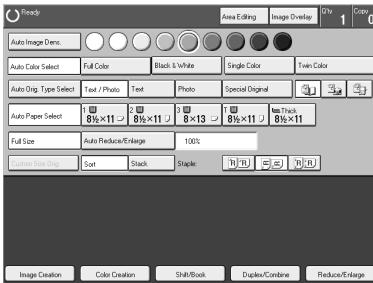 Ready Area Editing Image Overlay Q'ty 1 Copy 0
Auto Image Dens.
Auto Color Select Full Color Black & White Single Color Twin Color
Auto Orig. Type Select Text / Photo Text Photo Special Original
Auto Paper Select 1 8½×11 2 8½×11 3 8×13 T 8½×11 Thick 8½×11
Full Size Auto Reduce/Enlarge 100%
Custom Size Orig. Sort Stack Staple:
Image Creation Color Creation Shift/Book Duplex/Combine Reduce/Enlarge